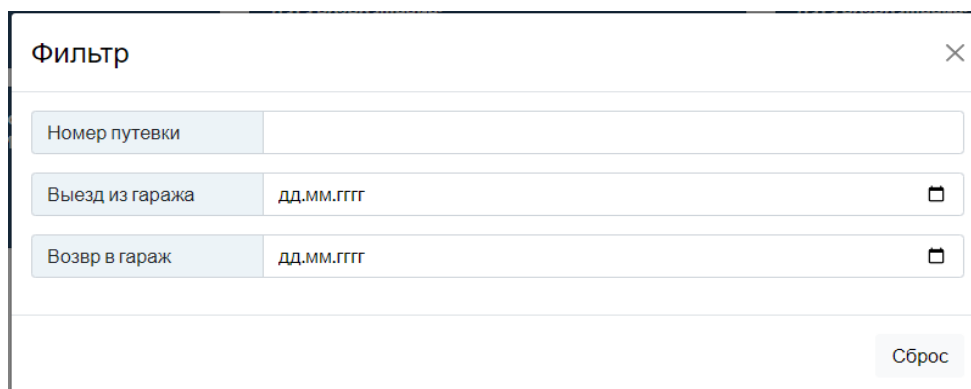 Фильтр
Номер путевки
Выезд из гаража дд.мм.гггг
Возвр в гараж дд.мм.гггг
Сброс